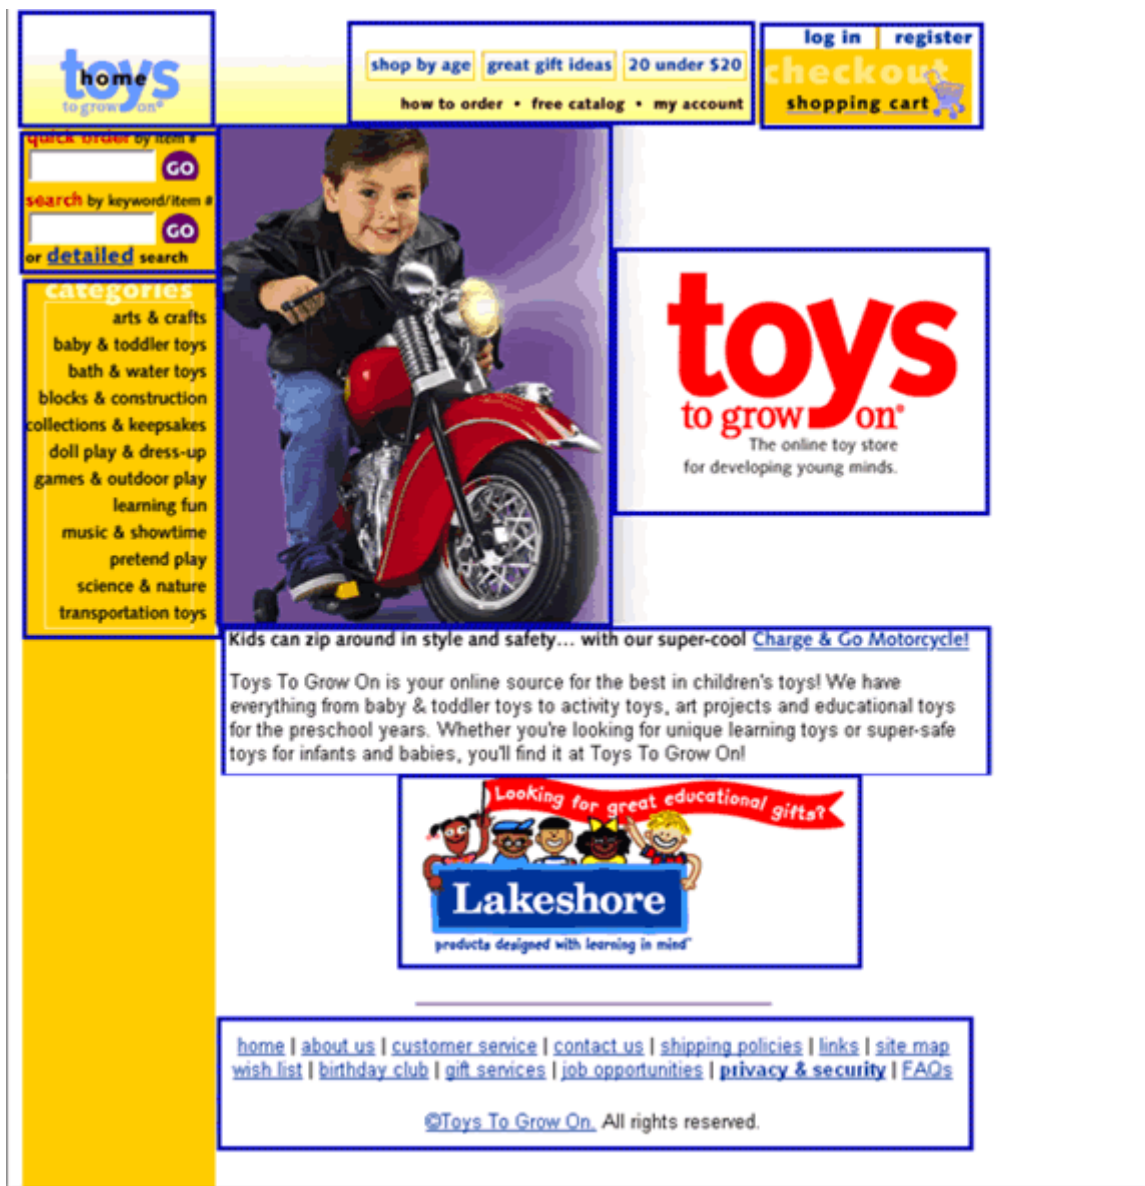 toys
home
to grow on®
shop by age great gift ideas 20 under $20
how to order • free catalog • my account
log in register
checkout
shopping cart
quick order by item #
GO
search by keyword/item #
GO
or detailed search
categories
arts & crafts
baby & toddler toys
bath & water toys
blocks & construction
collections & keepsakes
doll play & dress-up
games & outdoor play
learning fun
music & showtime
pretend play
science & nature
transportation toys
toys
to grow on®
The online toy store
for developing young minds.
Kids can zip around in style and safety... with our super-cool Charge & Go Motorcycle!
Toys To Grow On is your online source for the best in children's toys! We have
everything from baby & toddler toys to activity toys, art projects and educational toys
for the preschool years. Whether you're looking for unique learning toys or super-safe
toys for infants and babies, you'll find it at Toys To Grow On!
Looking for great educational gifts?
Lakeshore
products designed with learning in mind™
home | about us | customer service | contact us | shipping policies | links | site map
wish list | birthday club | gift services | job opportunities | privacy & security | FAQs
©Toys To Grow On. All rights reserved.